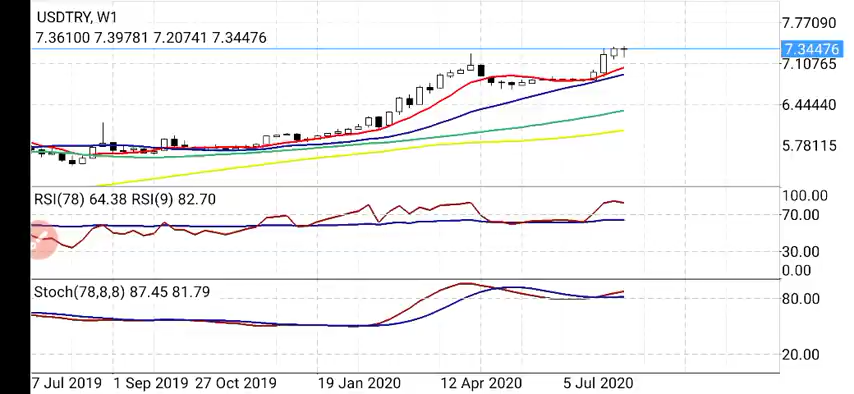 USDTRY, W1
7.36100 7.39781 7.20741 7.34476
7.77090
7.34476
7.10765
6.44440
5.78115
RSI(78) 64.38 RSI(9) 82.70
100.00
70.00
30.00
0.00
Stoch(78,8,8) 87.45 81.79
80.00
20.00
7 Jul 2019 1 Sep 2019 27 Oct 2019 19 Jan 2020 12 Apr 2020 5 Jul 2020